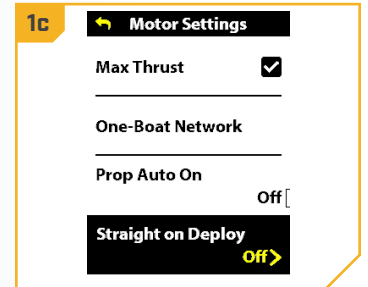 1c
Motor Settings
Max Thrust
One-Boat Network
Prop Auto On
Off [
Straight on Deploy
Off >